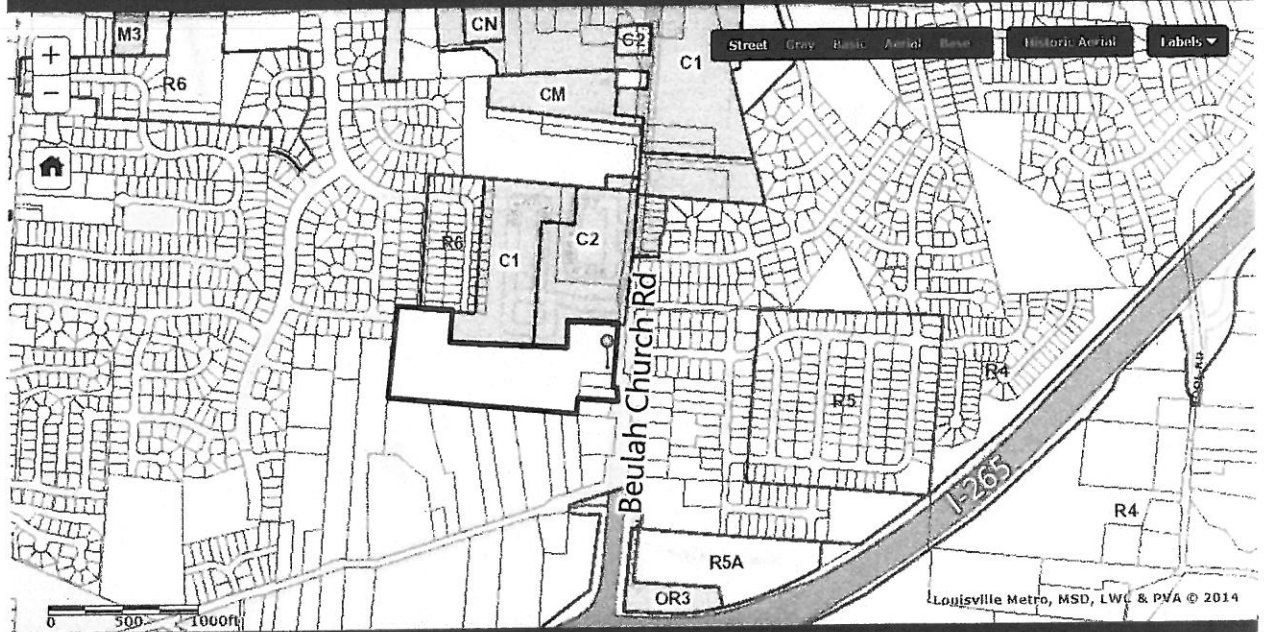 M3
CN
C2
Street Gray Basic Aerial Base Historic Aerial Labels
+
R6
C1
CM
−
R6
C1
C2
Beulah Church Rd
R4
R5
I-265
R4
R5A
OR3
Louisville Metro, MSD, LWC & PVA © 2014
0 500 1000ft